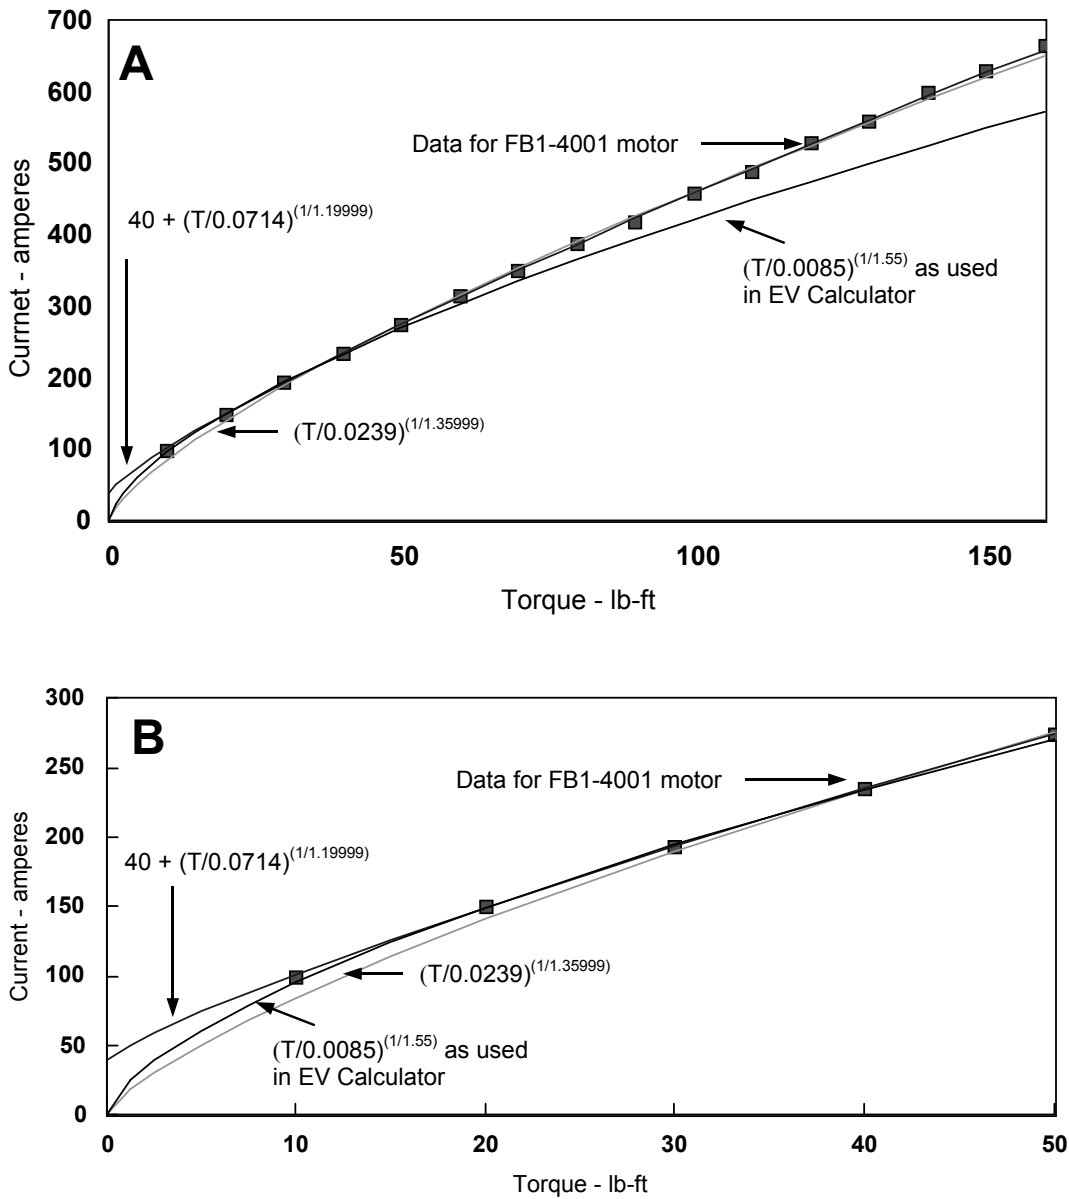 700
A
600
Data for FB1-4001 motor
500
40 + (T/0.0714)(1/1.19999)
400
(T/0.0085)(1/1.55) as used
in EV Calculator
300
200
(T/0.0239)(1/1.35999)
100
0
Currnet - amperes
0 50 100 150
Torque - lb-ft
300
B
250
Data for FB1-4001 motor
200
40 + (T/0.0714)(1/1.19999)
150
100
(T/0.0239)(1/1.35999)
50
(T/0.0085)(1/1.55) as used
in EV Calculator
0
Current - amperes
0 10 20 30 40 50
Torque - lb-ft